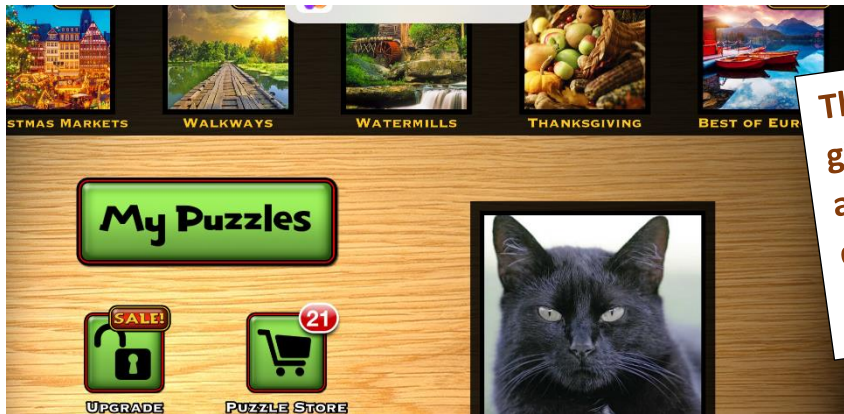 STMAS MARKETS
WALKWAYS
WATERMILLS
THANKSGIVING
BEST OF EUR
My Puzzles
SALE!
21
UPGRADE
PUZZLE STORE